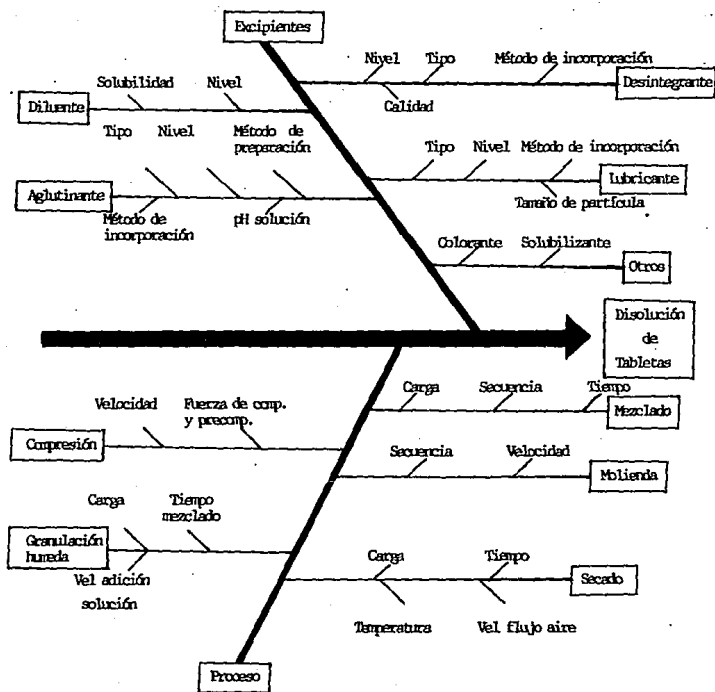 Excipientes
Nivel Tipo Método de incorporación
Desintegrante
Calidad
Solubilidad Nivel
Diluente
Tipo Nivel Método de
preparación
Tipo Nivel Método de incorporación
Lubricante
Tamaño de partícula
Aglutinante
Método de
incorporación
pH solución
Colorante Solubilizante
Otros
Disolución
de
Tabletas
Carga Secuencia Tiempo
Mezclado
Velocidad Fuerza de comp.
y precomp.
Compresión
Secuencia Velocidad
Molienda
Carga Tiempo
mezclado
Granulación
humeda
Vel adición
solución
Carga Tiempo
Secado
Temperatura Vel flujo aire
Proceso